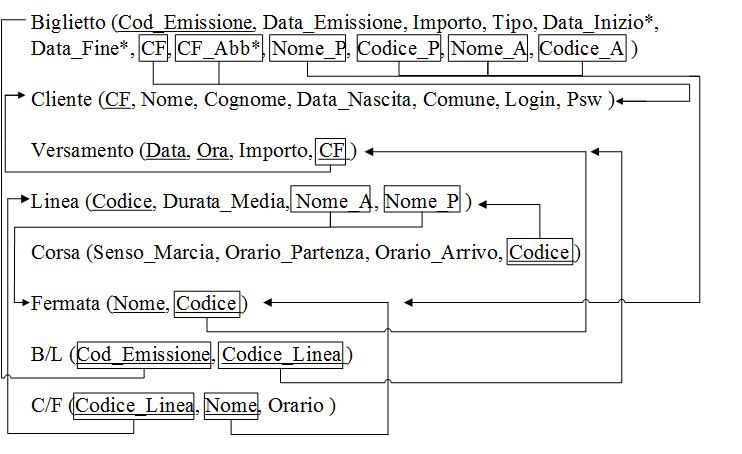 Biglietto (Cod_Emissione, Data_Emissione, Importo, Tipo, Data_Inizio*,
Data_Fine*, CF, CF_Abb*, Nome_P, Codice_P, Nome_A, Codice_A )
Cliente (CF, Nome, Cognome, Data_Nascita, Comune, Login, Psw )
Versamento (Data, Ora, Importo, CF )
Linea (Codice, Durata_Media, Nome_A, Nome_P )
Corsa (Senso_Marcia, Orario_Partenza, Orario_Arrivo, Codice )
Fermata (Nome, Codice )
B/L (Cod_Emissione, Codice_Linea )
C/F (Codice_Linea, Nome, Orario )